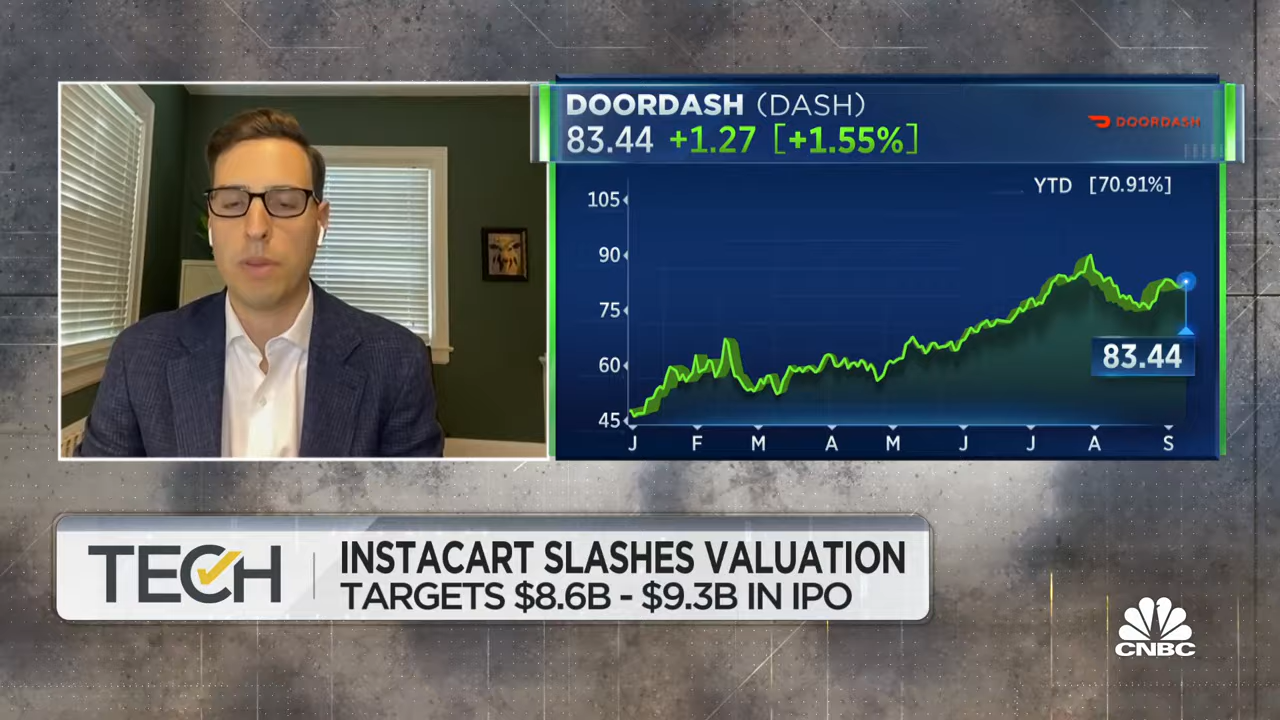 DOORDASH (DASH)
83.44 +1.27 [+1.55%]
DOORDASH
YTD [70.91%]
105
90
75
60
45
J F M A M J J A S
83.44
TECH
INSTACART SLASHES VALUATION
TARGETS $8.6B - $9.3B IN IPO
CNBC